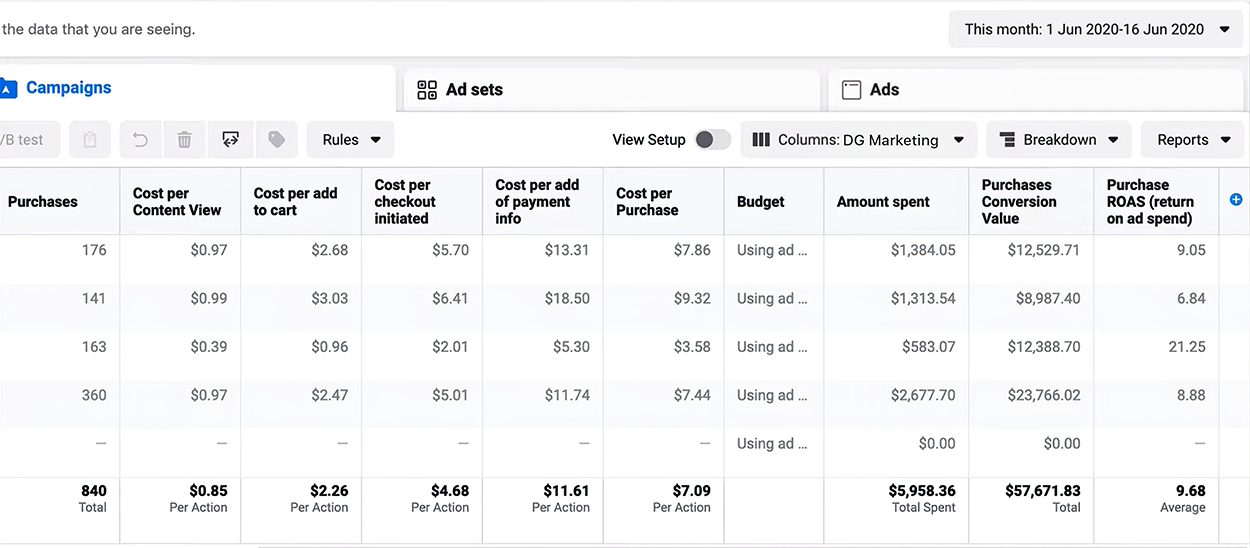 the data that you are seeing.
This month: 1 Jun 2020-16 Jun 2020
Campaigns
Ad sets
Ads
/B test
Rules
View Setup
Columns: DG Marketing
Breakdown
Reports
Purchases
Cost per
Content View
Cost per add
to cart
Cost per
checkout
initiated
Cost per add
of payment
info
Cost per
Purchase
Budget
Amount spent
Purchases
Conversion
Value
Purchase
ROAS (return
on ad spend)
176 $0.97 $2.68 $5.70 $13.31 $7.86 Using ad ... $1,384.05 $12,529.71 9.05
141 $0.99 $3.03 $6.41 $18.50 $9.32 Using ad ... $1,313.54 $8,987.40 6.84
163 $0.39 $0.96 $2.01 $5.30 $3.58 Using ad ... $583.07 $12,388.70 21.25
360 $0.97 $2.47 $5.01 $11.74 $7.44 Using ad ... $2,677.70 $23,766.02 8.88
— — — — — — Using ad ... $0.00 $0.00 —
840 $0.85 $2.26 $4.68 $11.61 $7.09 $5,958.36 $57,671.83 9.68
Total Per Action Per Action Per Action Per Action Per Action Total Spent Total Average